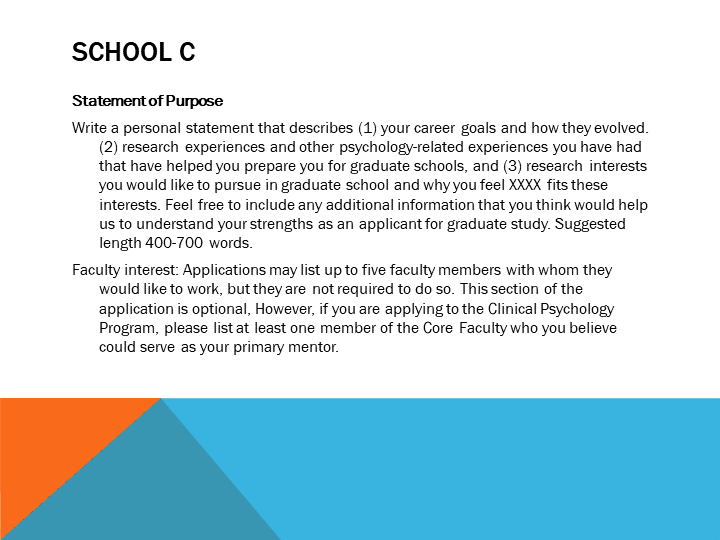 SCHOOL C
Statement of Purpose
Write a personal statement that describes (1) your career goals and how they evolved.
(2) research experiences and other psychology-related experiences you have had
that have helped you prepare you for graduate schools, and (3) research interests
you would like to pursue in graduate school and why you feel XXXX fits these
interests. Feel free to include any additional information that you think would help
us to understand your strengths as an applicant for graduate study. Suggested
length 400-700 words.
Faculty interest: Applications may list up to five faculty members with whom they
would like to work, but they are not required to do so. This section of the
application is optional, However, if you are applying to the Clinical Psychology
Program, please list at least one member of the Core Faculty who you believe
could serve as your primary mentor.